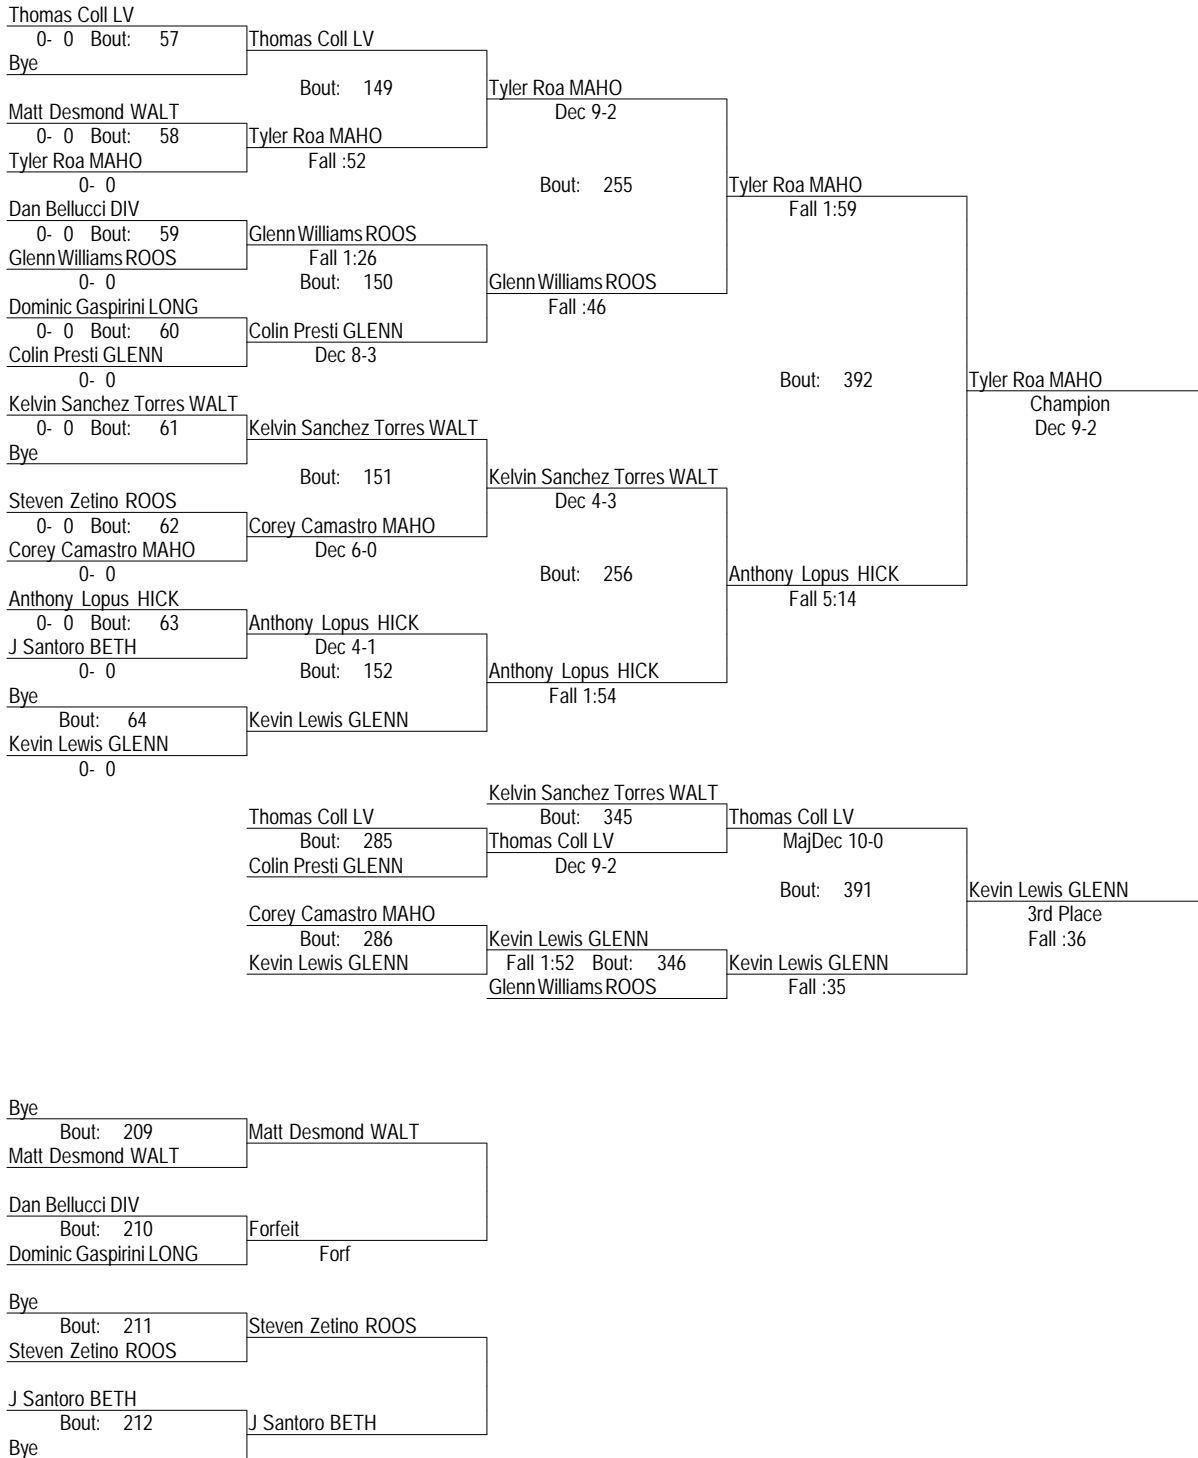 Thomas Coll LV
0- 0 Bout: 57 Thomas Coll LV
Bye
Bout: 149 Tyler Roa MAHO
Matt Desmond WALT Dec 9-2
0- 0 Bout: 58 Tyler Roa MAHO
Tyler Roa MAHO Fall :52
0- 0 Bout: 255 Tyler Roa MAHO
Dan Bellucci DIV Fall 1:59
0- 0 Bout: 59 Glenn Williams ROOS
Glenn Williams ROOS Fall 1:26
0- 0 Bout: 150 Glenn Williams ROOS
Dominic Gaspirini LONG Fall :46
0- 0 Bout: 60 Colin Presti GLENN
Colin Presti GLENN Dec 8-3
0- 0 Bout: 392 Tyler Roa MAHO
Kelvin Sanchez Torres WALT Champion
0- 0 Bout: 61 Kelvin Sanchez Torres WALT Dec 9-2
Bye
Bout: 151 Kelvin Sanchez Torres WALT
Steven Zetino ROOS Dec 4-3
0- 0 Bout: 62 Corey Camastro MAHO
Corey Camastro MAHO Dec 6-0
0- 0 Bout: 256 Anthony Lopus HICK
Anthony Lopus HICK Fall 5:14
0- 0 Bout: 63 Anthony Lopus HICK
J Santoro BETH Dec 4-1
0- 0 Bout: 152 Anthony Lopus HICK
Bye Fall 1:54
Bout: 64 Kevin Lewis GLENN
Kevin Lewis GLENN
0- 0
Kelvin Sanchez Torres WALT
Thomas Coll LV Bout: 345 Thomas Coll LV
Bout: 285 Thomas Coll LV MajDec 10-0
Colin Presti GLENN Dec 9-2
Bout: 391 Kevin Lewis GLENN
Corey Camastro MAHO 3rd Place
Bout: 286 Kevin Lewis GLENN Fall :36
Kevin Lewis GLENN Fall 1:52 Bout: 346 Kevin Lewis GLENN
Glenn Williams ROOS Fall :35
Bye
Bout: 209 Matt Desmond WALT
Matt Desmond WALT
Dan Bellucci DIV
Bout: 210 Forfeit
Dominic Gaspirini LONG Forf
Bye
Bout: 211 Steven Zetino ROOS
Steven Zetino ROOS
J Santoro BETH
Bout: 212 J Santoro BETH
Bye